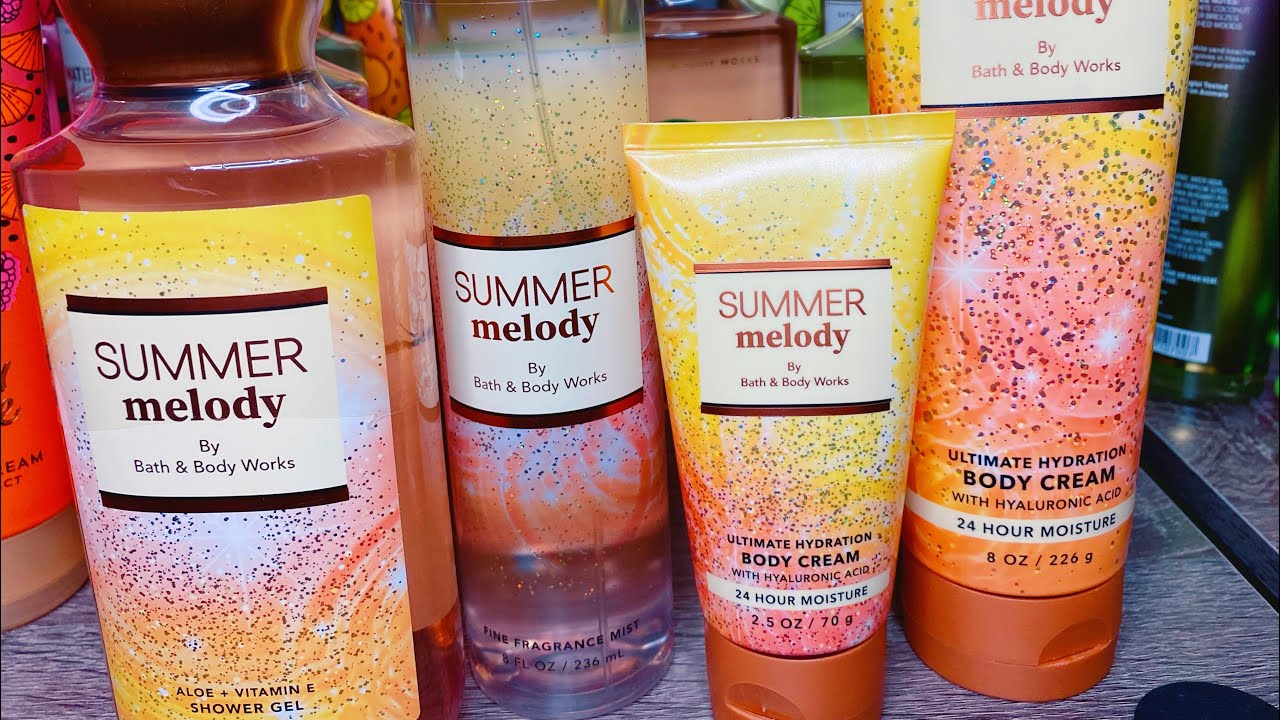 SUMMER
melody
By
Bath & Body Works
ALOE + VITAMIN E
SHOWER GEL
SUMMER
melody
By
Bath & Body Works
FINE FRAGRANCE MIST
8 FL OZ / 236 mL
SUMMER
melody
By
Bath & Body Works
ULTIMATE HYDRATION
BODY CREAM
WITH HYALURONIC ACID
24 HOUR MOISTURE
2.5 OZ / 70 g
melody
By
Bath & Body Works
ULTIMATE HYDRATION
BODY CREAM
WITH HYALURONIC ACID
24 HOUR MOISTURE
8 OZ / 226 g